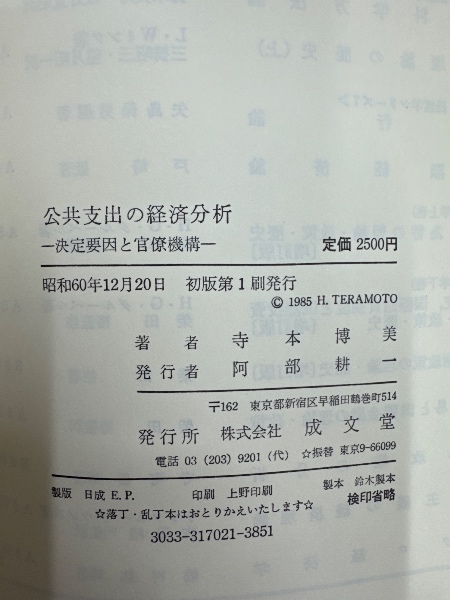 公共支出の経済分析
—決定要因と官僚機構—
定価 2500円
昭和60年12月20日 初版第1刷発行
© 1985 H. TERAMOTO
著者 寺本博美
発行者 阿部耕一
〒162 東京都新宿区早稲田鶴巻町514
発行所 株式会社 成文堂
電話 03 (203) 9201(代) ☆振替 東京9-66099
製版 日成 E.P. 印刷 上野印刷 製本 鈴木製本
☆落丁・乱丁本はおとりかえいたします☆ 検印省略
3033-317021-3851